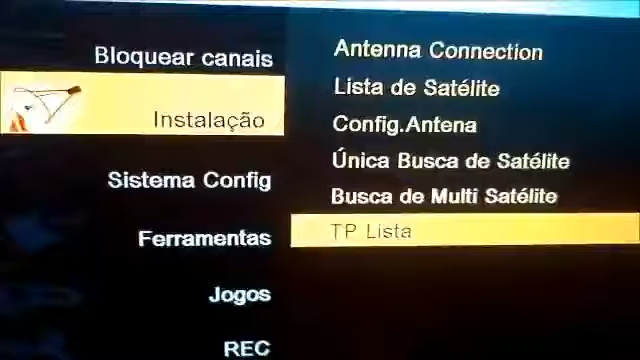 Bloquear canais
Instalação
Sistema Config
Ferramentas
Jogos
REC
Antenna Connection
Lista de Satélite
Config.Antena
Única Busca de Satélite
Busca de Multi Satélite
TP Lista